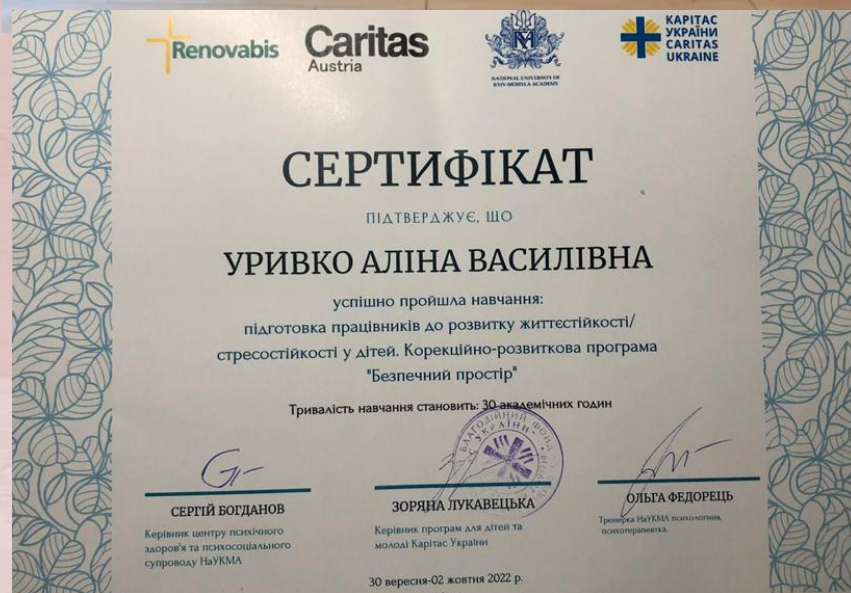 Renovabis
Caritas
Austria
NATIONAL UNIVERSITY OF
KYIV-MOHYLA ACADEMY
КАРІТАС
УКРАЇНИ
CARITAS
UKRAINE
СЕРТИФІКАТ
ПІДТВЕРДЖУЄ, ЩО
УРИВКО АЛІНА ВАСИЛІВНА
успішно пройшла навчання:
підготовка працівників до розвитку життєстійкості/
стресостійкості у дітей. Корекційно-розвиткова програма
"Безпечний простір"
Тривалість навчання становить: 30 академічних годин
БЛАГОДІЙНИЙ ФОНД
УКРАЇНИ
СЕРГІЙ БОГДАНОВ
Керівник центру психічного
здоров'я та психосоціального
супроводу НаУКМА
ЗОРЯНА ЛУКАВЕЦЬКА
Керівник програм для дітей та
молоді Карітас України
ОЛЬГА ФЕДОРЕЦЬ
Тренерка НаУКМА психологиня,
психотерапевтка.
30 вересня-02 жовтня 2022 р.